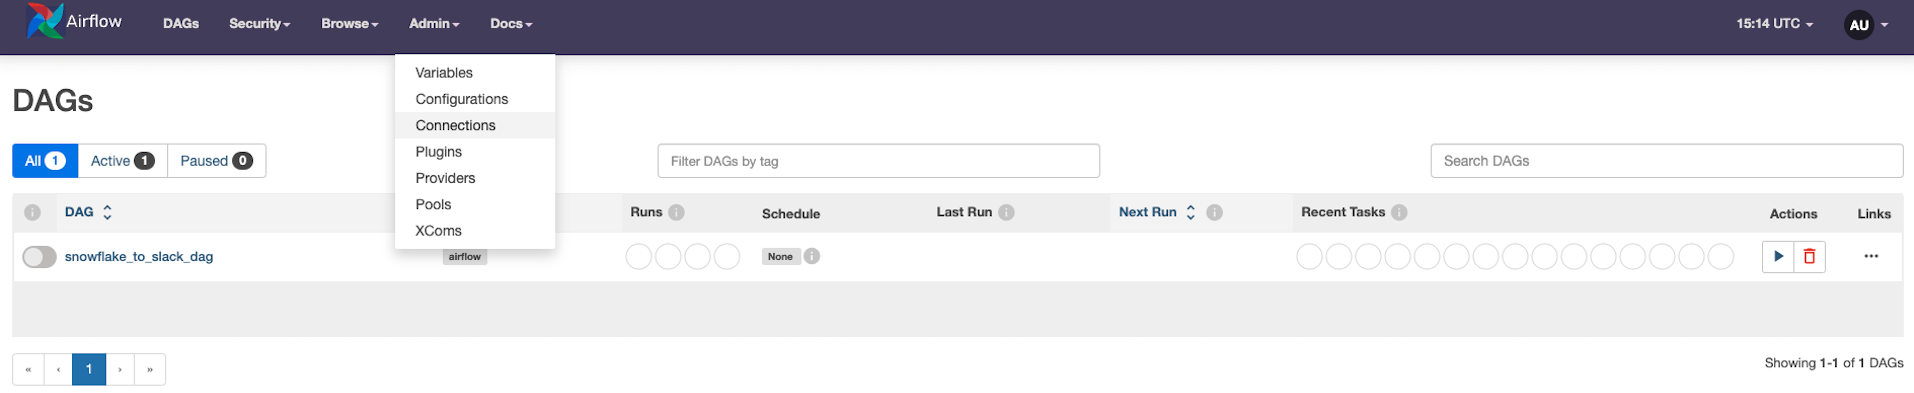 Airflow DAGs Security Browse Admin Docs 15:14 UTC AU
Variables
Configurations
Connections
Plugins
Providers
Pools
XComs
DAGs
All 1 Active 1 Paused 0 Filter DAGs by tag Search DAGs
DAG Runs Schedule Last Run Next Run Recent Tasks Actions Links
snowflake_to_slack_dag airflow None
« ‹ 1 › » Showing 1-1 of 1 DAGs